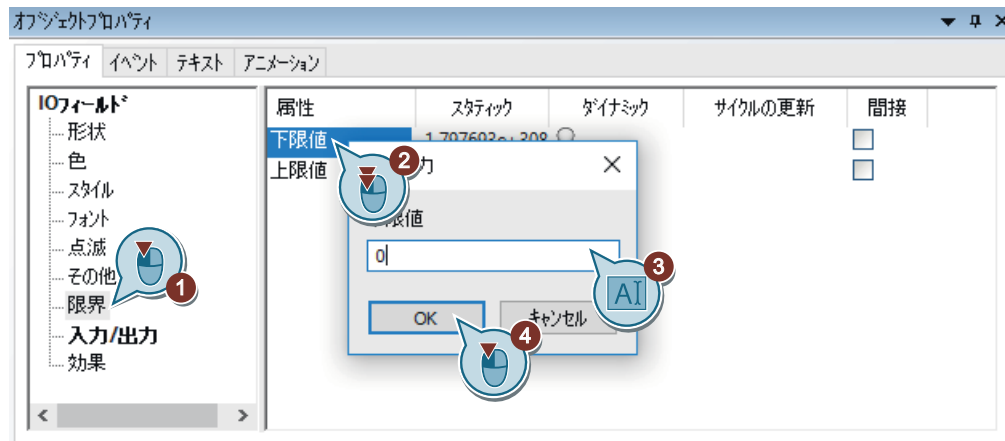 オブジェクトプロパティ
プロパティ イベント テキスト アニメーション
IOフィールド
形状
色
スタイル
フォント
点滅
その他
限界
入力/出力
効果
属性 スタティック ダイナミック サイクルの更新 間接
下限値
上限値
力
限値
0
OK キャンセル
1
2
3
4
AI